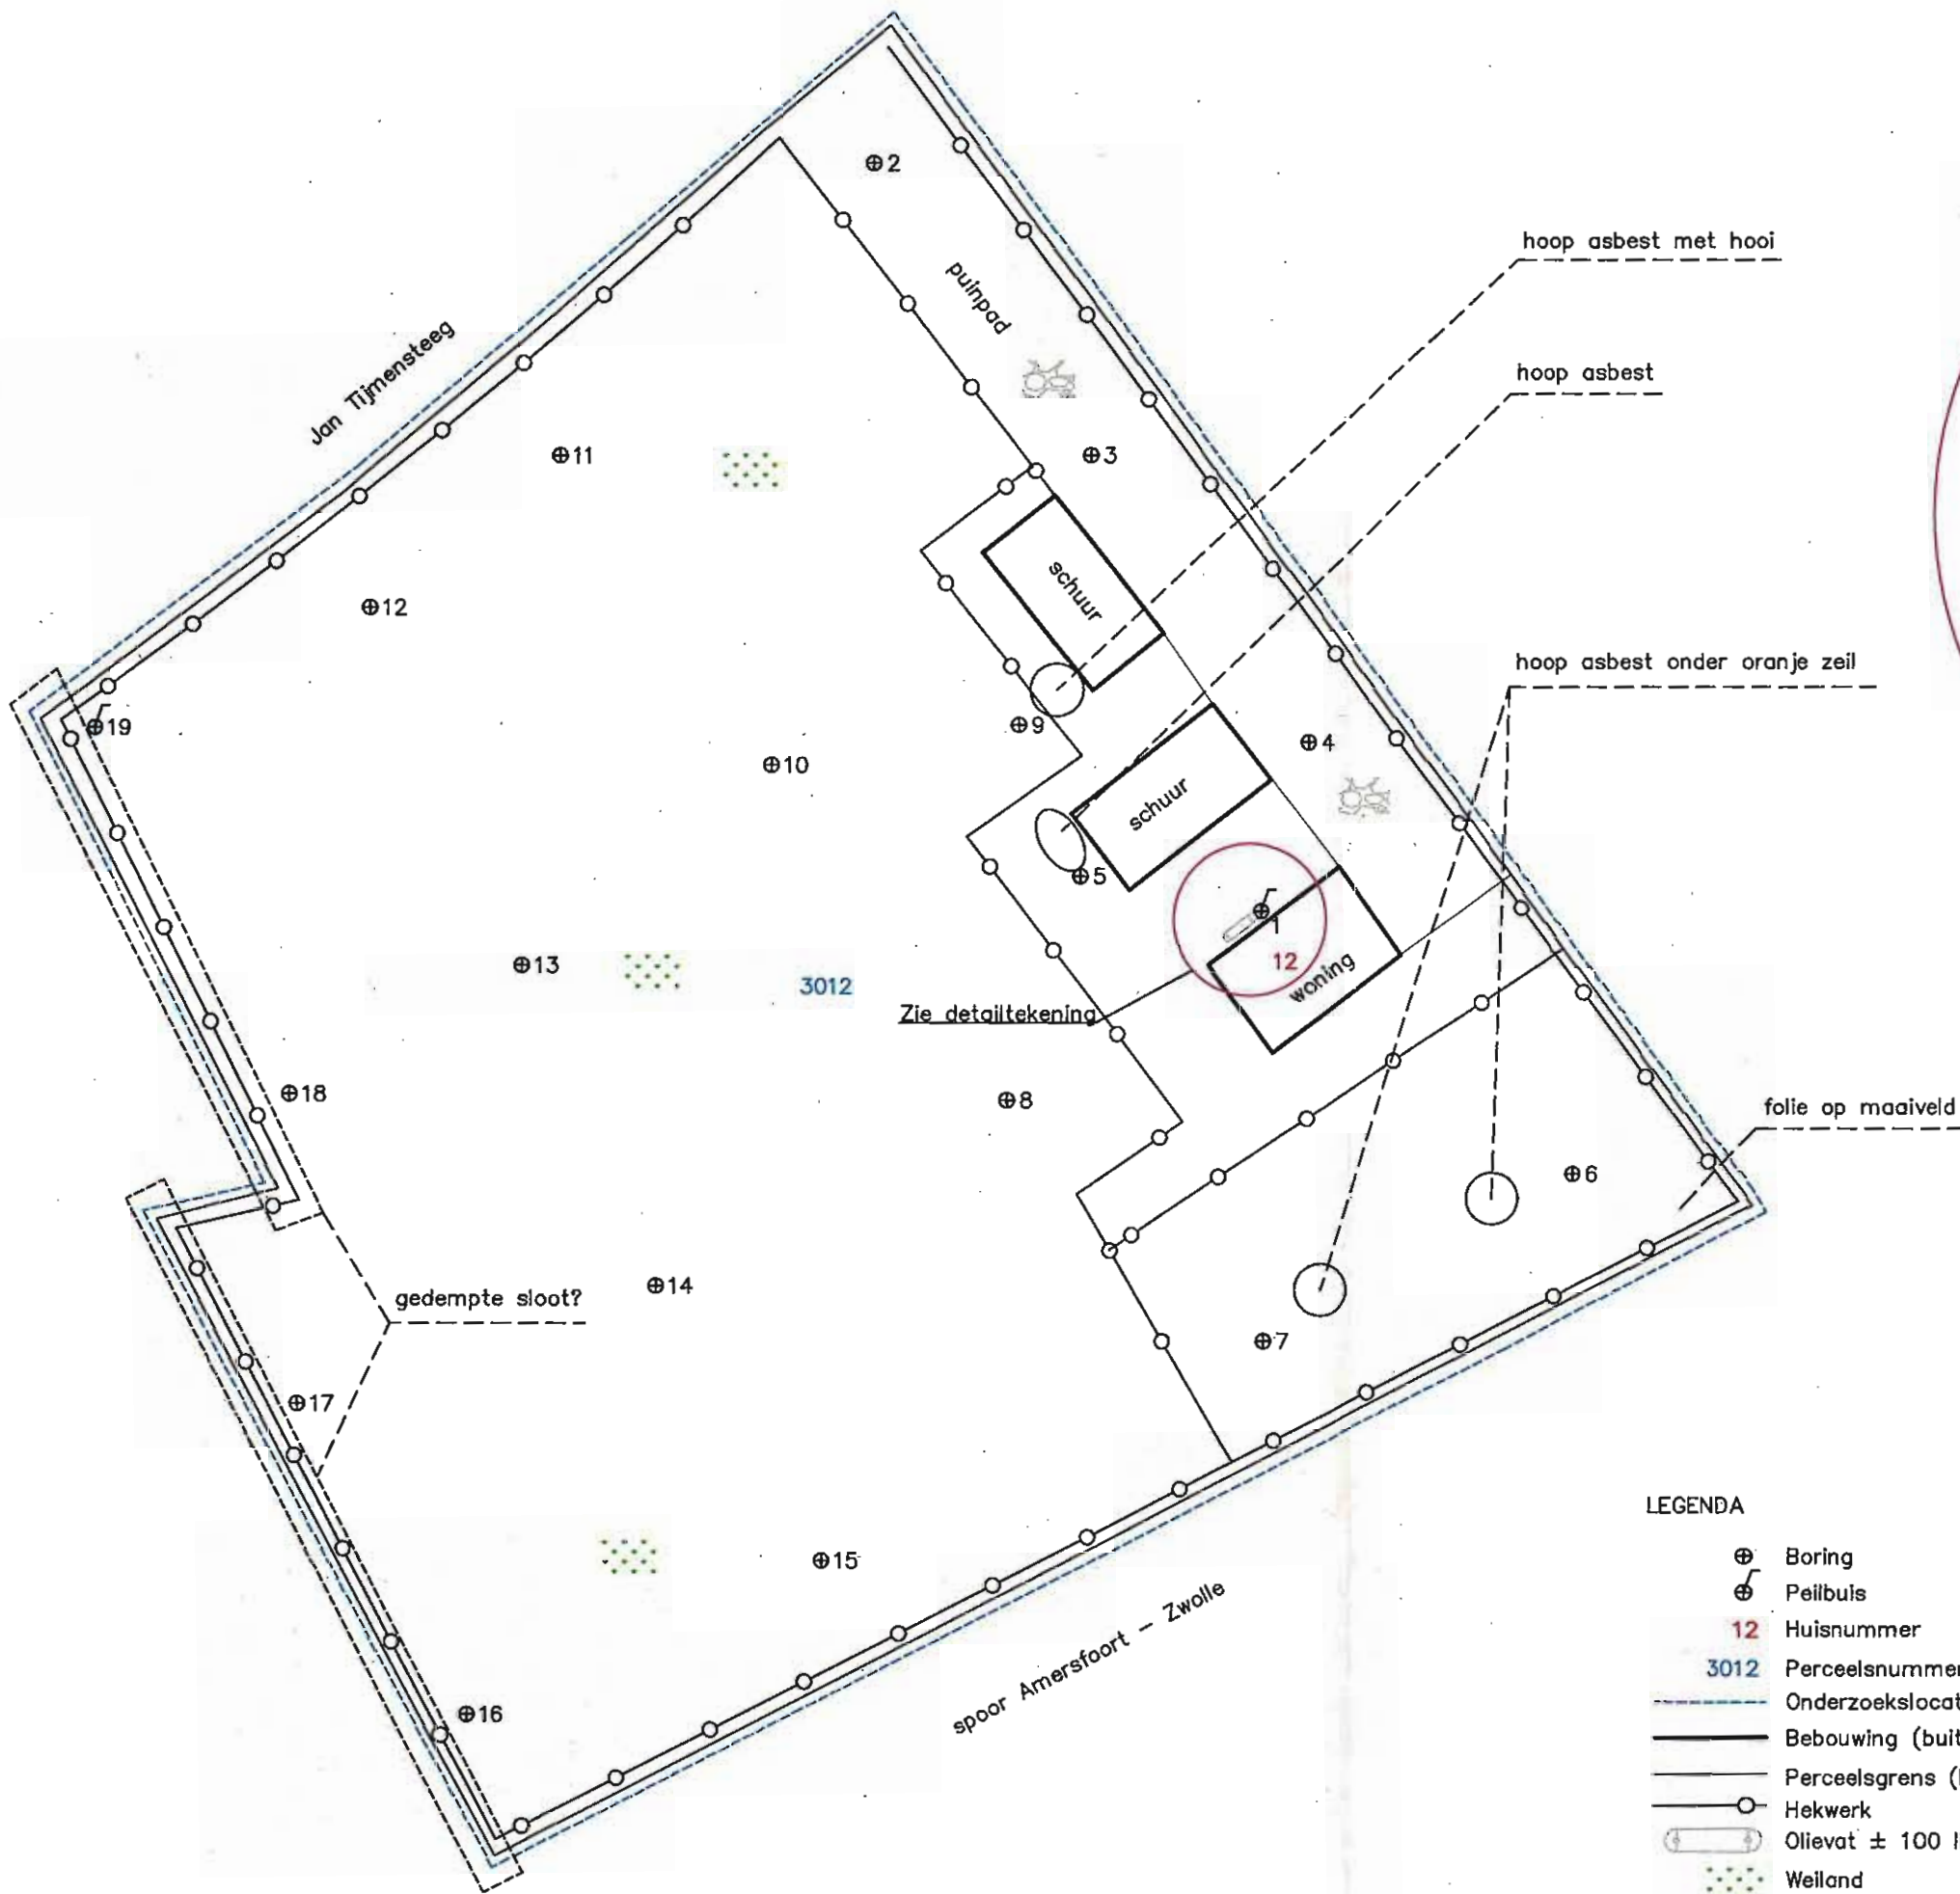 2
puinpad
hoop asbest met hooi
Jan Tijmensteeg
hoop asbest
11
3
schuur
12
hoop asbest onder oranje zeil
19
9
10
4
schuur
5
1
12
woning
13
3012
Zie detailtekening
18
8
folie op maaiveld
6
gedempte sloot?
14
7
17
15
spoor Amersfoort - Zwolle
16
LEGENDA
Boring
Peilbuis
12 Huisnummer
3012 Perceelsnummer
Onderzoekslocat
Bebouwing (buit
Perceelsgrens (
Hekwerk
Olievat ± 100 l
Weiland